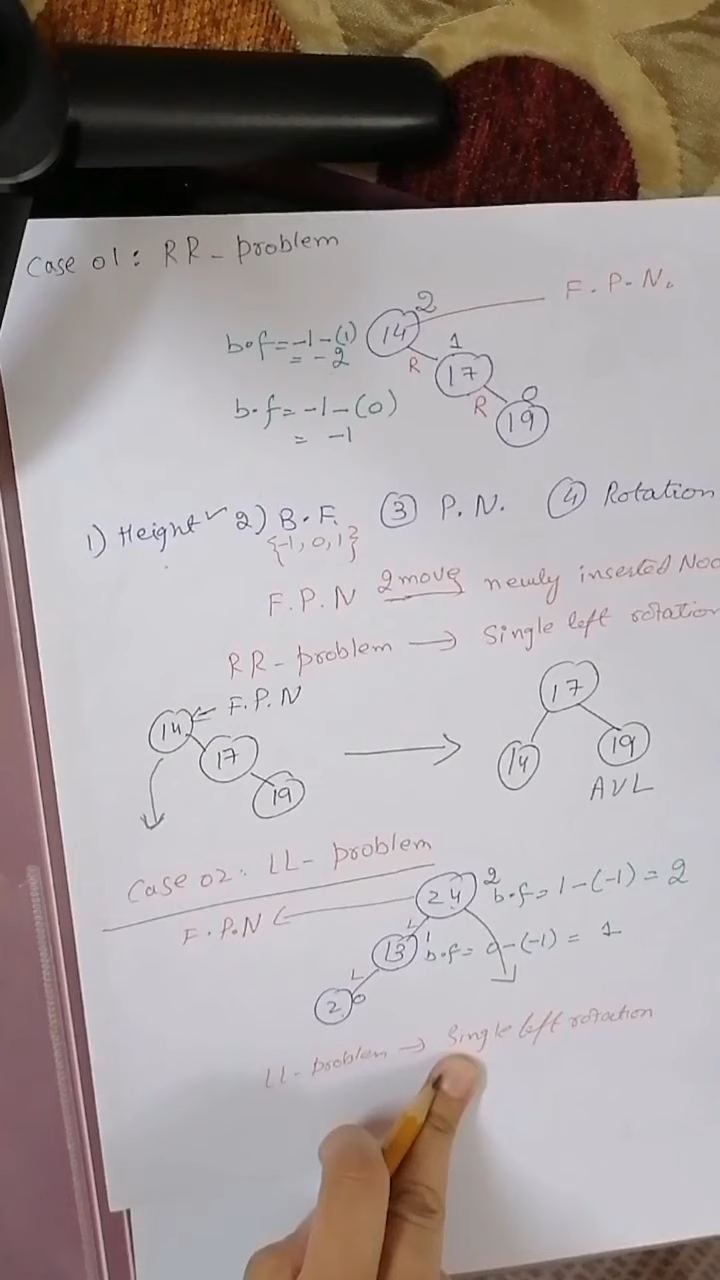 Case 01: RR - problem
2
F.P.N.
b.f = -1 - (1)
= -2
14
R
1
17
b.f = -1 - (0)
= -1
R
0
19
1) Height ✓ 2) B.F. ③ P.N. ④ Rotation
{-1, 0, 1}
F.P.N 2 move newly inserted
RR - problem → Single left rotation
14 ← F.P.N
17
19
→
17
14
19
AVL
Case 02: LL - problem
F.P.N ←
24
2
b.f = 1 - (-1) = 2
L
13
1
b.f = 0 - (-1) = 1
L
2
0
LL - problem → Single left rotation